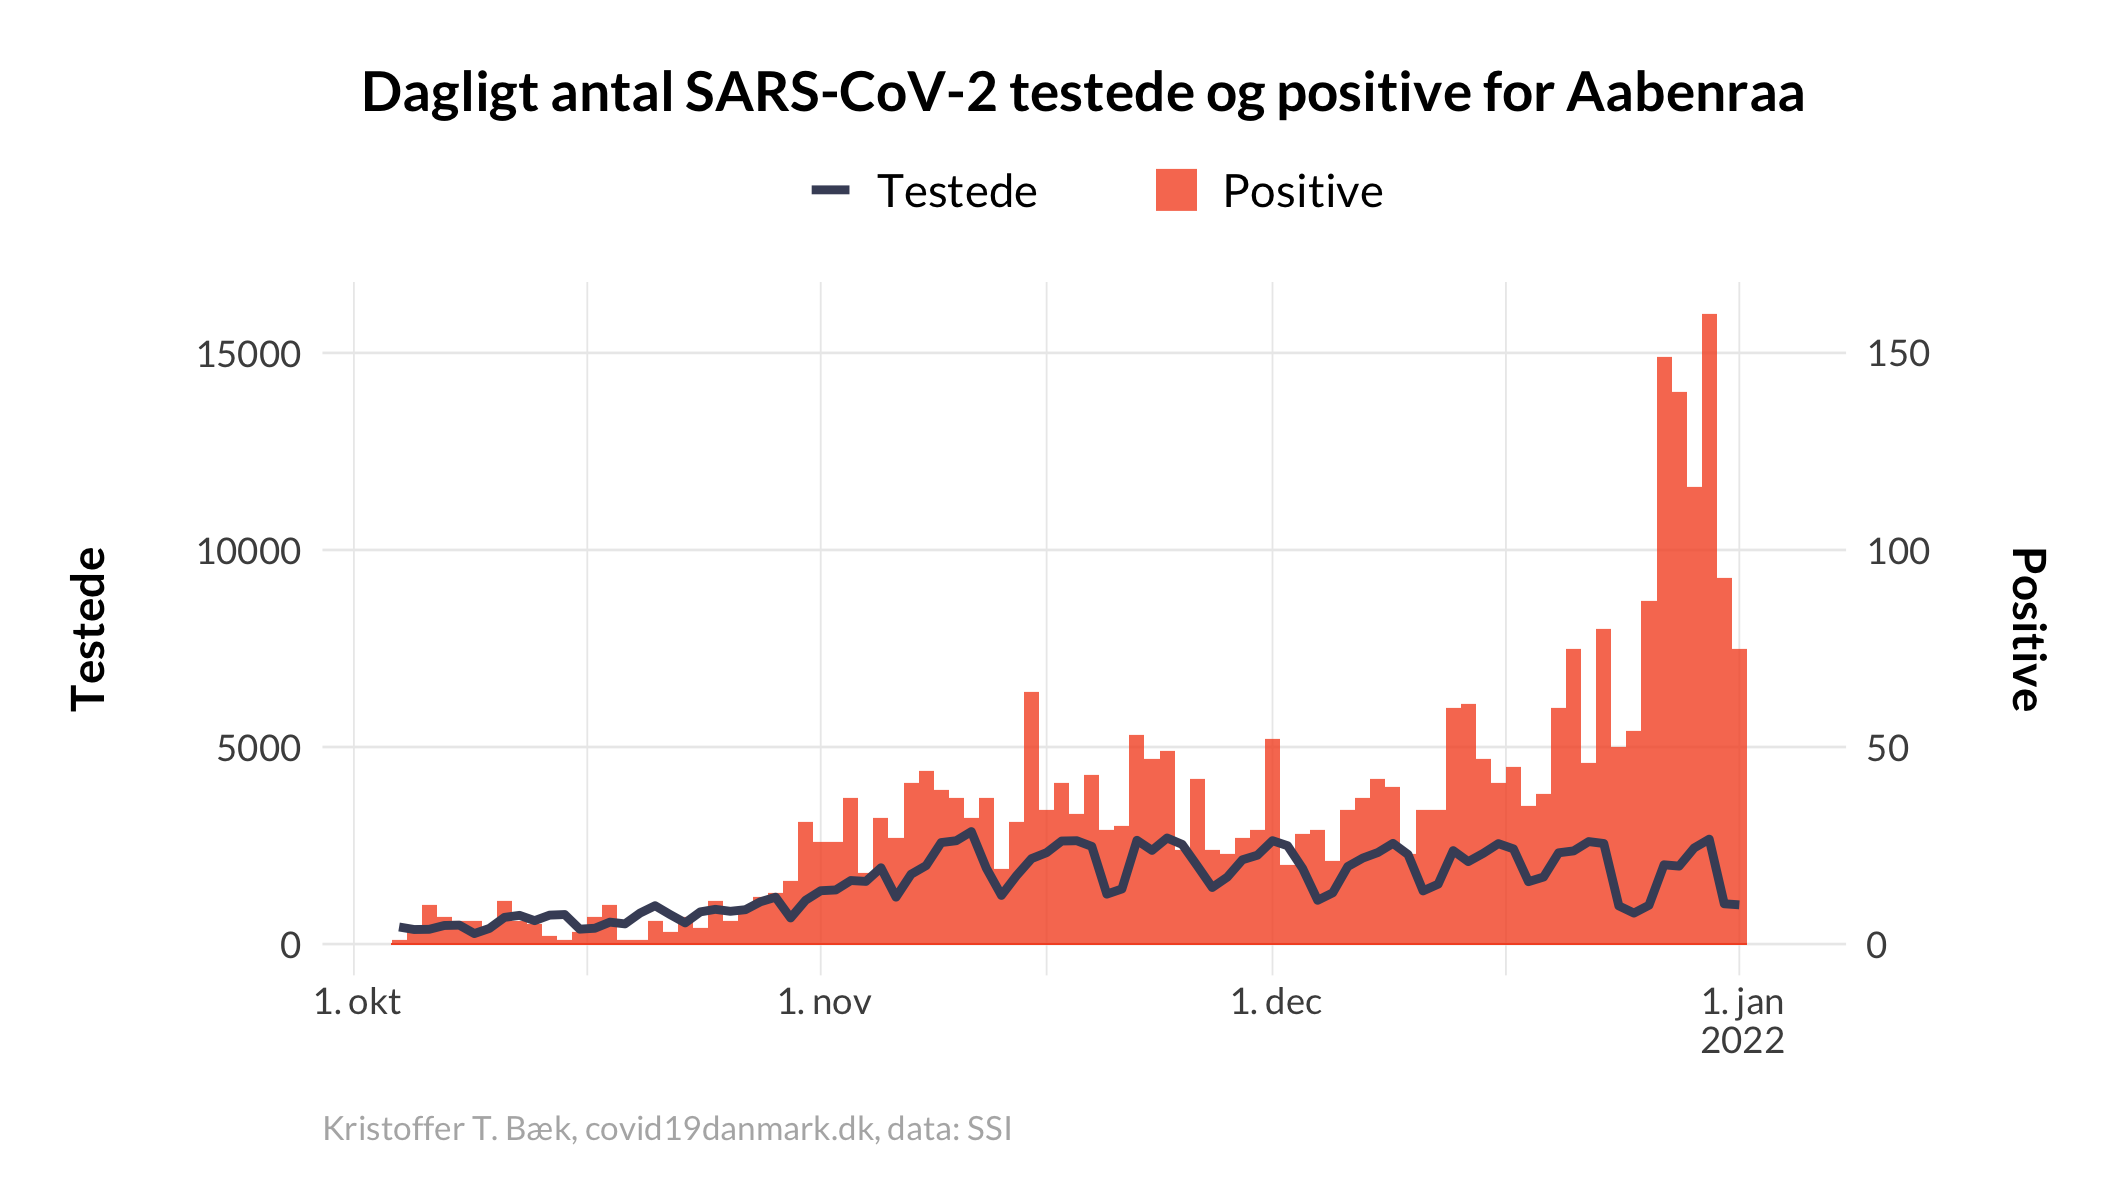 Dagligt antal SARS-CoV-2 testede og positive for Aabenraa
Testede
Positive
15000
10000
5000
0
150
100
50
0
Testede
Positive
1. okt
1. nov
1. dec
1. jan
2022
Kristoffer T. Bæk, covid19danmark.dk, data: SSI